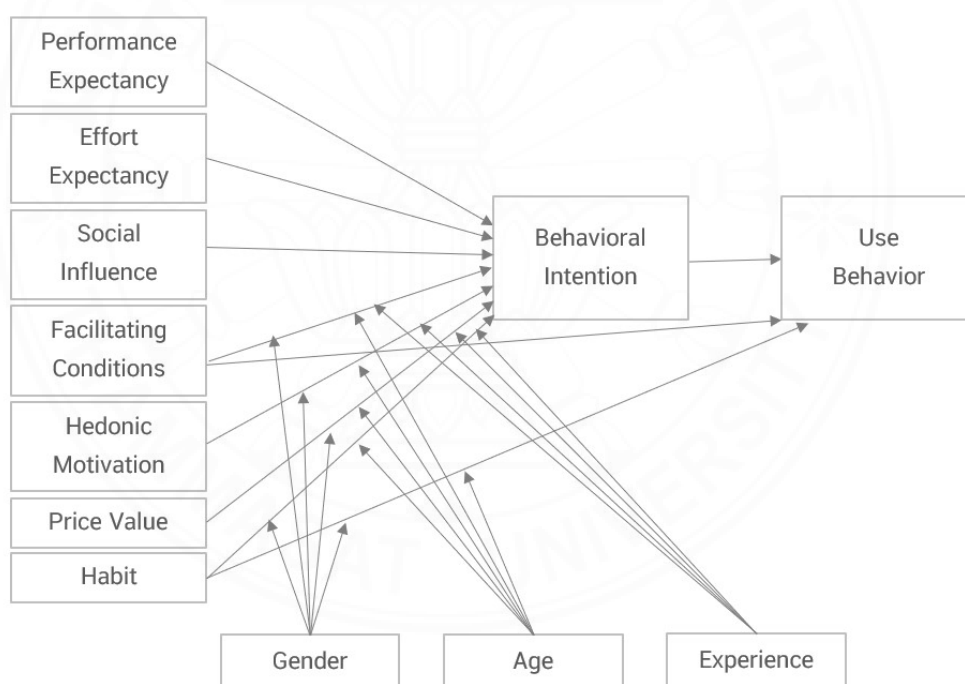 Performance
Expectancy
Effort
Expectancy
Social
Influence
Facilitating
Conditions
Hedonic
Motivation
Price Value
Habit
Behavioral
Intention
Use
Behavior
Gender
Age
Experience